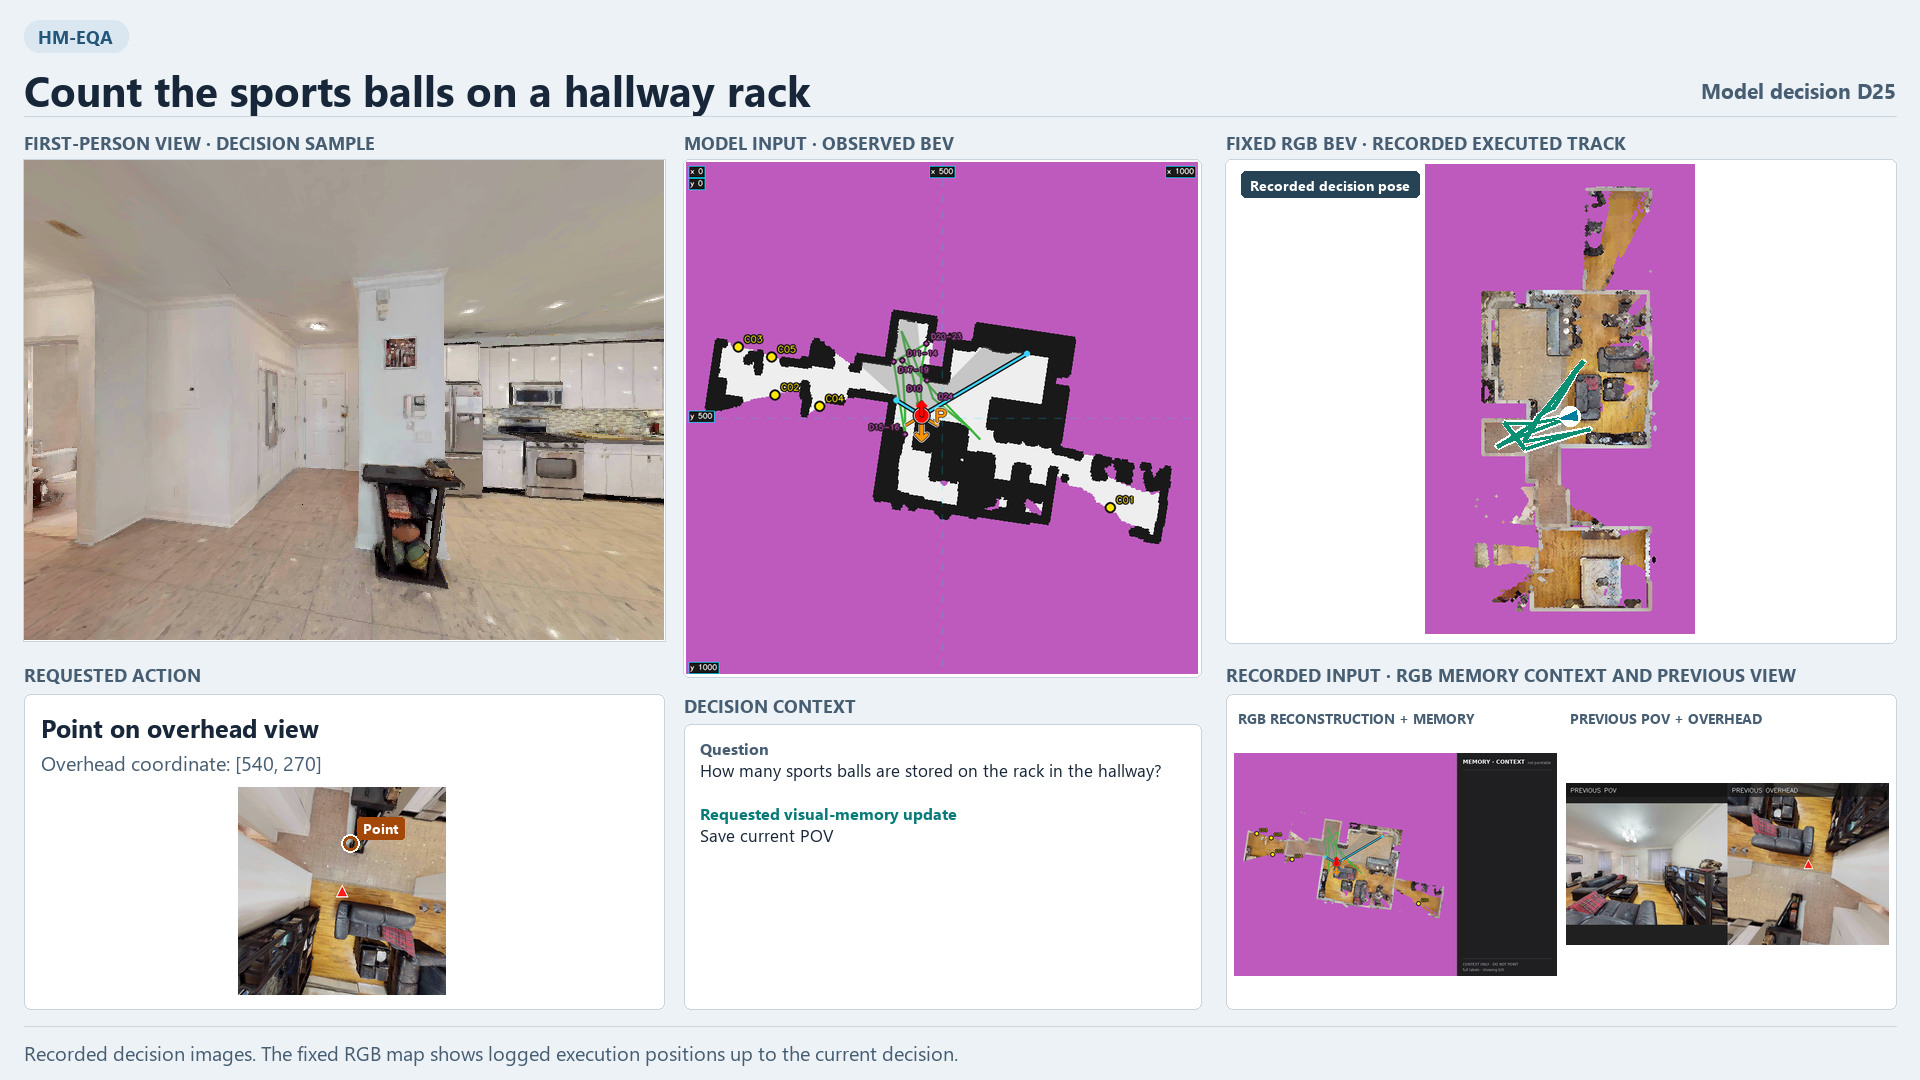 HM-EQA
Count the sports balls on a hallway rack
Model decision D25
FIRST-PERSON VIEW · DECISION SAMPLE
MODEL INPUT · OBSERVED BEV
x 0
y 0
x 500
x 1000
y 500
y 1000
C03
C05
C02
C04
C01
P
FIXED RGB BEV · RECORDED EXECUTED TRACK
Recorded decision pose
REQUESTED ACTION
Point on overhead view
Overhead coordinate: [540, 270]
Point
DECISION CONTEXT
Question
How many sports balls are stored on the rack in the hallway?
Requested visual-memory update
Save current POV
RECORDED INPUT · RGB MEMORY CONTEXT AND PREVIOUS VIEW
RGB RECONSTRUCTION + MEMORY
PREVIOUS POV + OVERHEAD
MEMORY · CONTEXT
PREVIOUS POV
PREVIOUS OVERHEAD
Recorded decision images. The fixed RGB map shows logged execution positions up to the current decision.